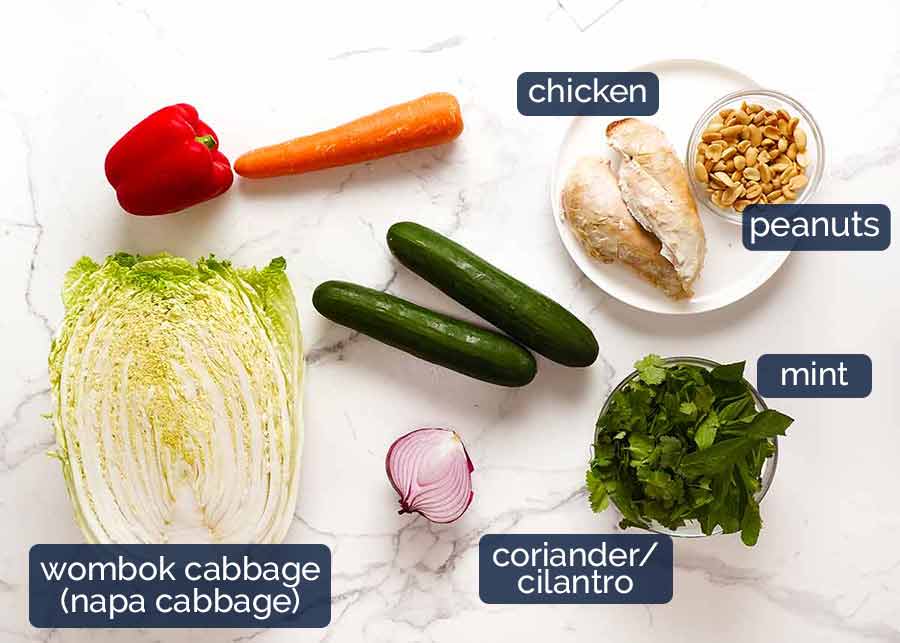 chicken
peanuts
mint
wombok cabbage
(napa cabbage)
coriander/
cilantro